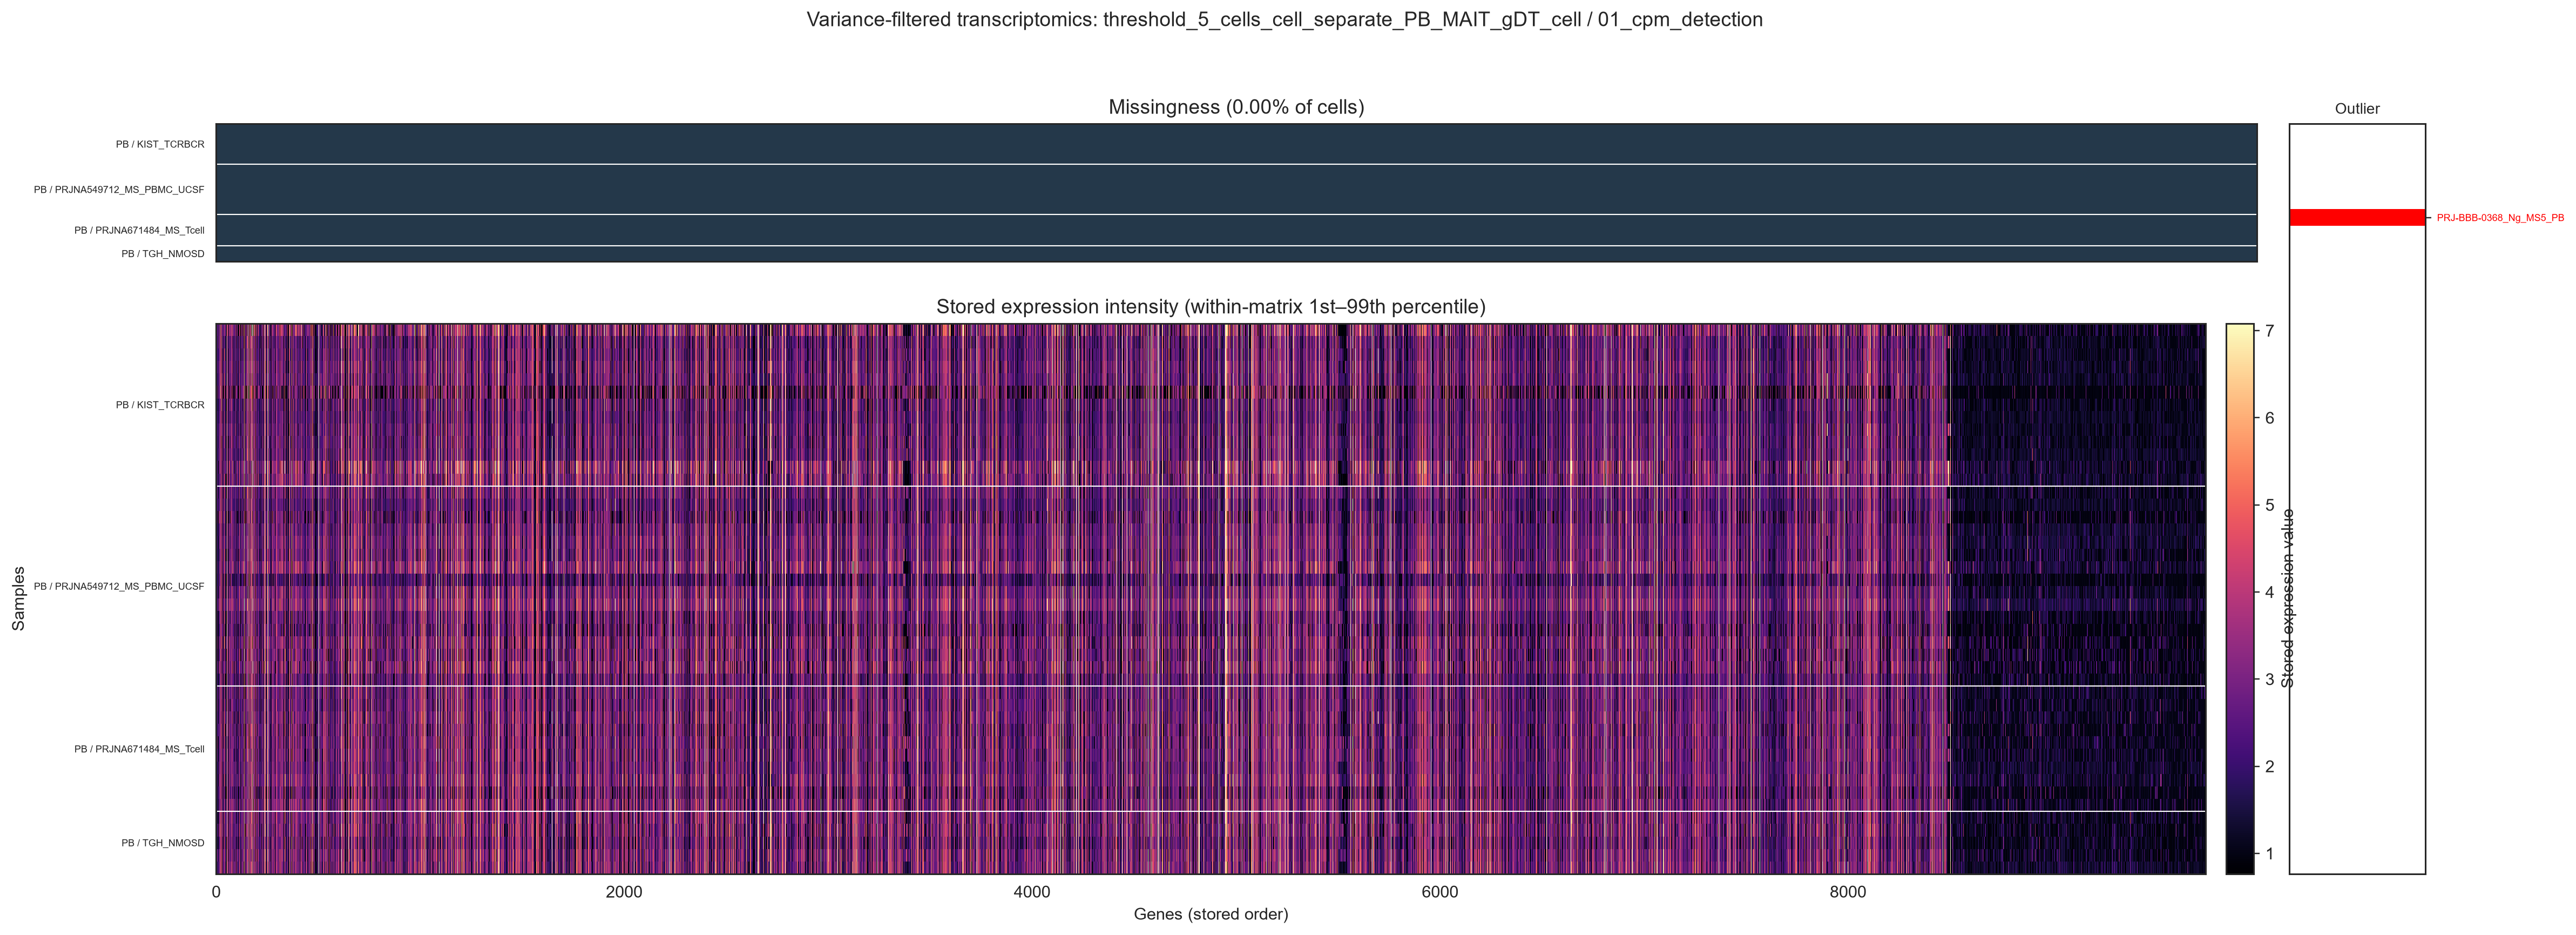 Variance-filtered transcriptomics: threshold_5_cells_cell_separate_PB_MAIT_gDT_cell / 01_cpm_detection
Missingness (0.00% of cells)
Outlier
PB / KIST_TCRBCR
PB / PRJNA549712_MS_PBMC_UCSF
PB / PRJNA671484_MS_Tcell
PB / TGH_NMOSD
PRJ-BBB-0368_Ng_MS5_PB
Stored expression intensity (within-matrix 1st–99th percentile)
Samples
PB / KIST_TCRBCR
PB / PRJNA549712_MS_PBMC_UCSF
PB / PRJNA671484_MS_Tcell
PB / TGH_NMOSD
0
2000
4000
6000
8000
Genes (stored order)
7
6
5
4
3
2
1
Stored expression value